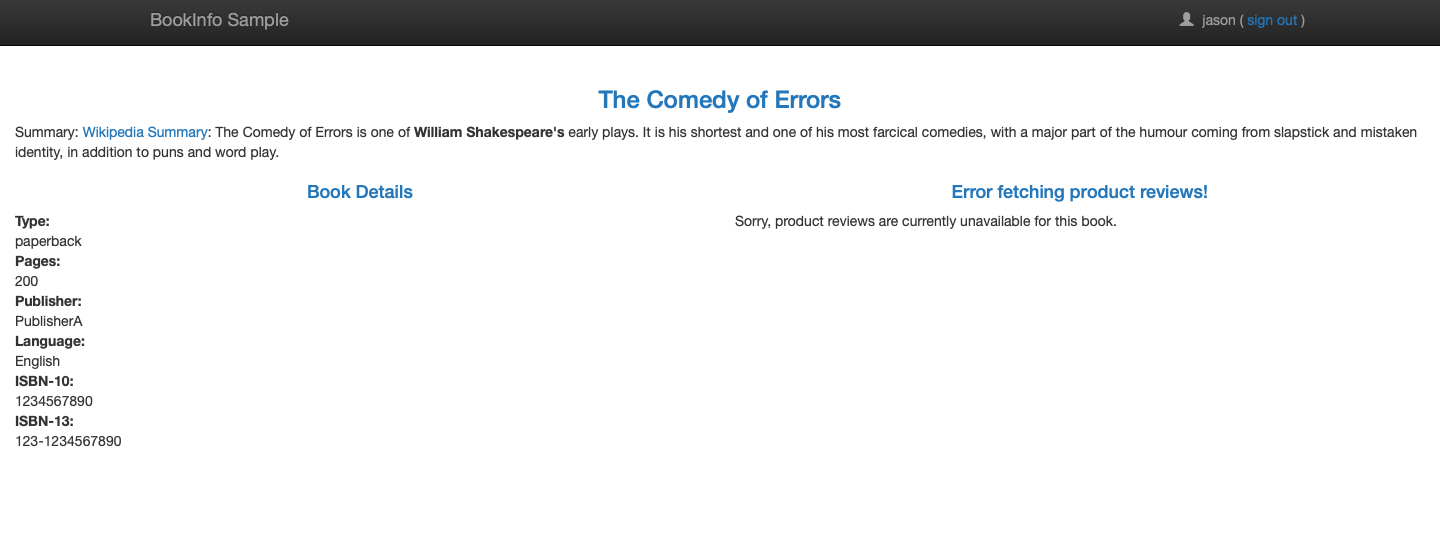 BookInfo Sample
jason ( sign out )
The Comedy of Errors
Summary: Wikipedia Summary: The Comedy of Errors is one of William Shakespeare's early plays. It is his shortest and one of his most farcical comedies, with a major part of the humour coming from slapstick and mistaken
identity, in addition to puns and word play.
Book Details
Type:
paperback
Pages:
200
Publisher:
PublisherA
Language:
English
ISBN-10:
1234567890
ISBN-13:
123-1234567890
Error fetching product reviews!
Sorry, product reviews are currently unavailable for this book.